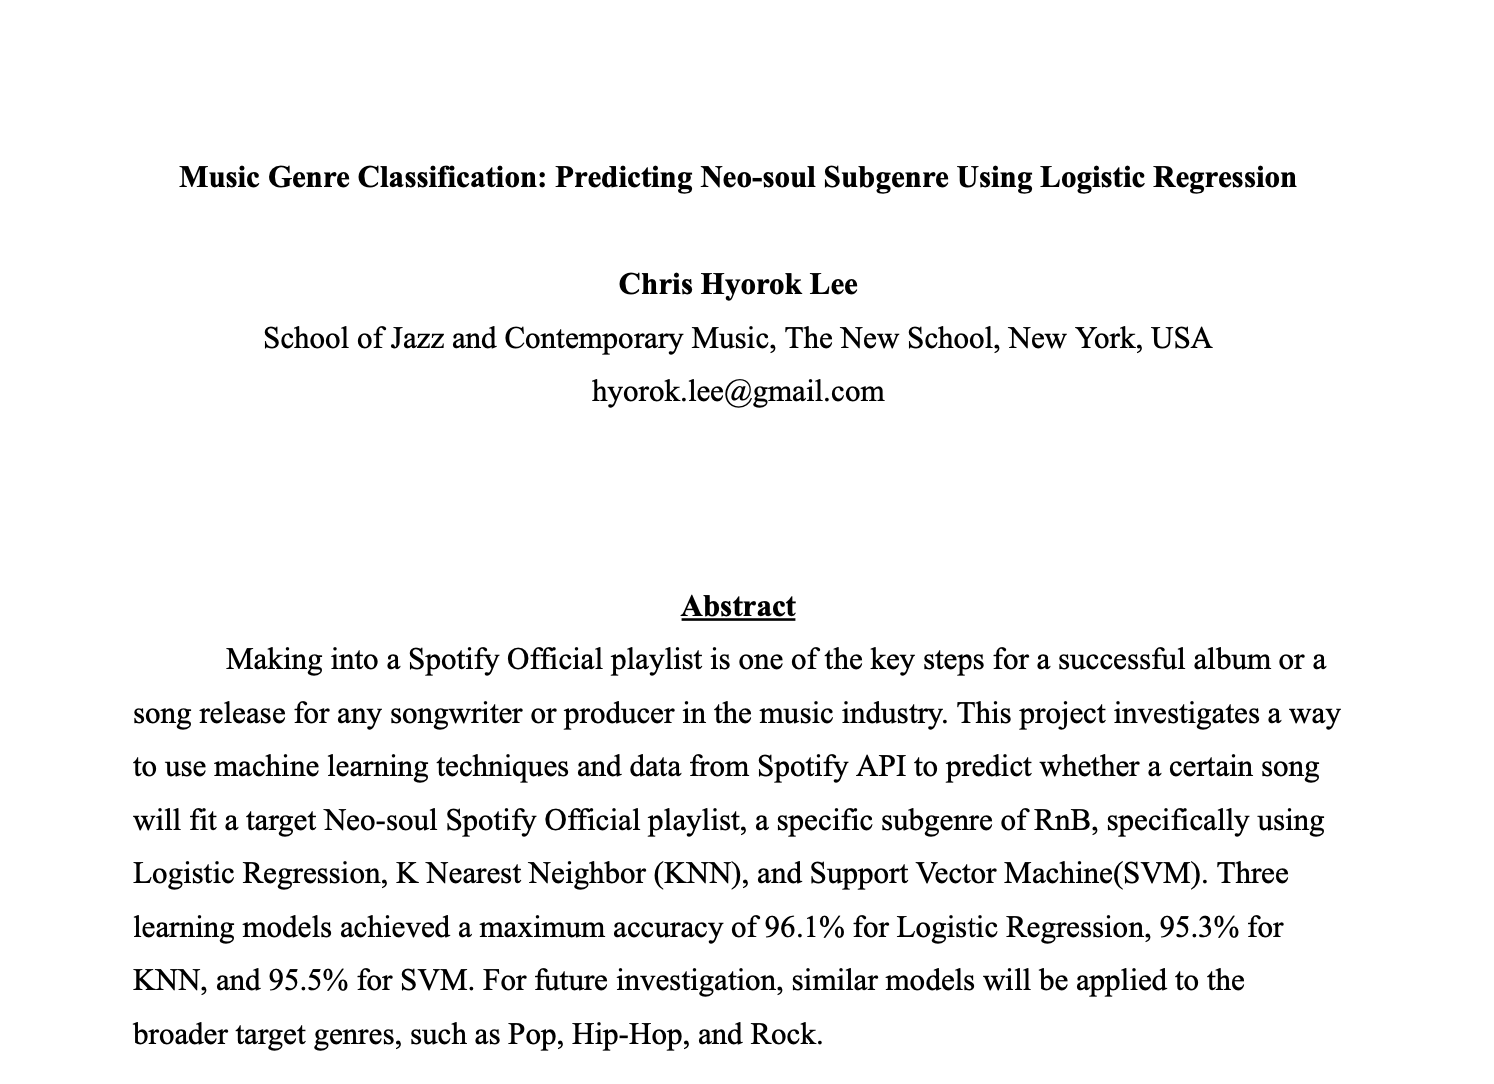 Music Genre Classification: Predicting Neo-soul Subgenre Using Logistic Regression
Chris Hyorok Lee
School of Jazz and Contemporary Music, The New School, New York, USA
hyorok.lee@gmail.com
Abstract
Making into a Spotify Official playlist is one of the key steps for a successful album or a
song release for any songwriter or producer in the music industry. This project investigates a way
to use machine learning techniques and data from Spotify API to predict whether a certain song
will fit a target Neo-soul Spotify Official playlist, a specific subgenre of RnB, specifically using
Logistic Regression, K Nearest Neighbor (KNN), and Support Vector Machine(SVM). Three
learning models achieved a maximum accuracy of 96.1% for Logistic Regression, 95.3% for
KNN, and 95.5% for SVM. For future investigation, similar models will be applied to the
broader target genres, such as Pop, Hip-Hop, and Rock.